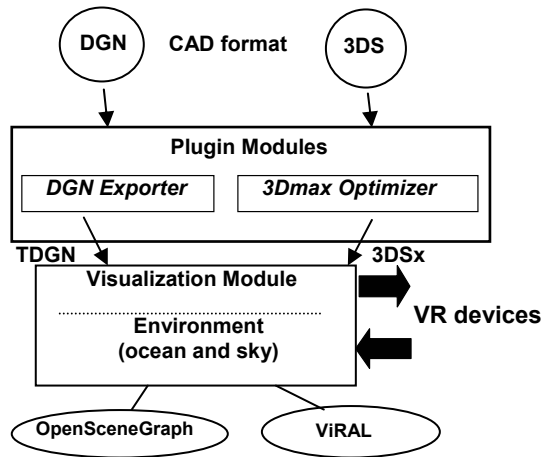 DGN
CAD format
3DS
Plugin Modules
DGN Exporter
3Dmax Optimizer
TDGN
3DSx
Visualization Module
Environment
(ocean and sky)
VR devices
OpenSceneGraph
ViRAL